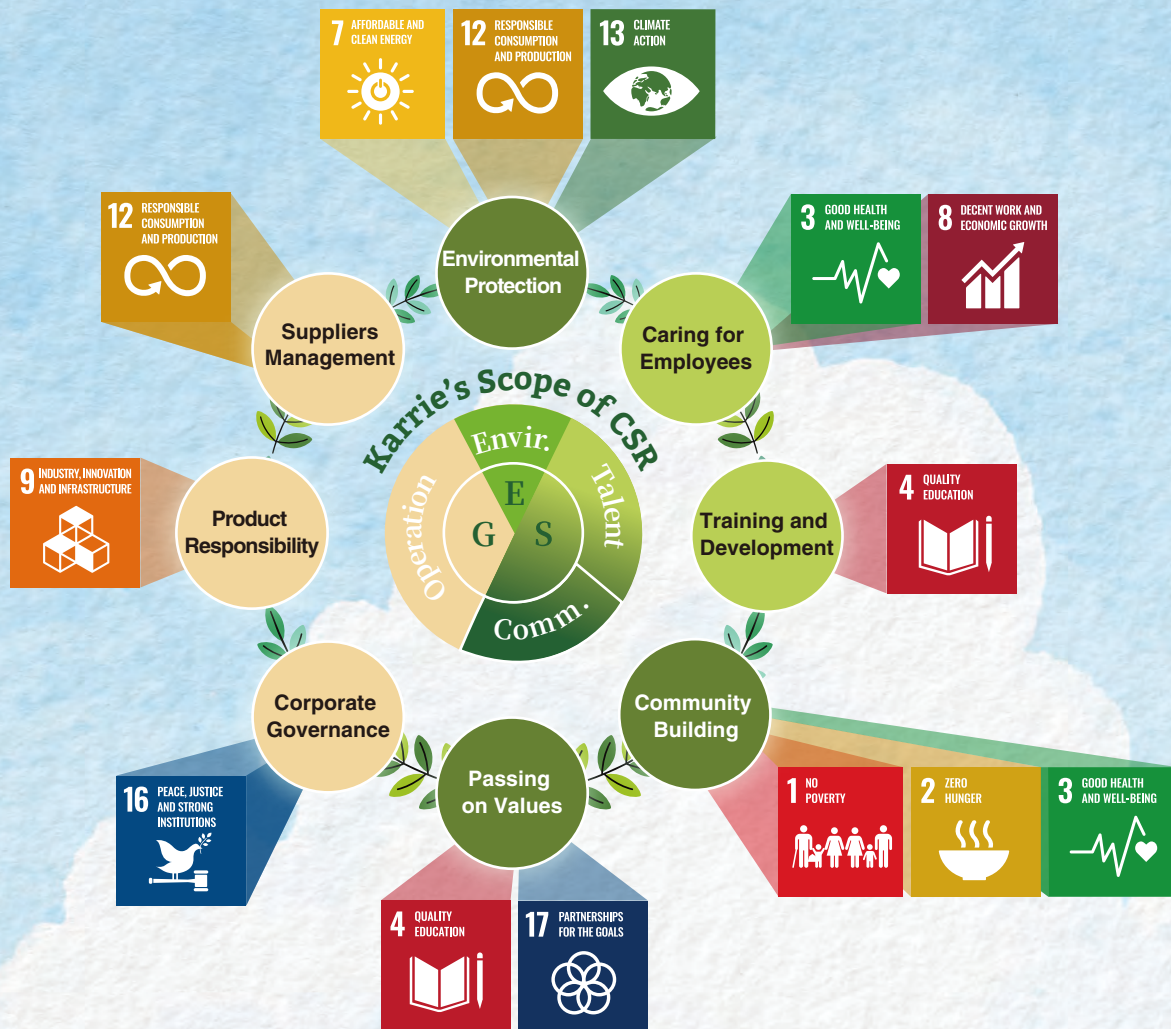 7 AFFORDABLE AND
CLEAN ENERGY
12 RESPONSIBLE
CONSUMPTION
AND PRODUCTION
13 CLIMATE
ACTION
12 RESPONSIBLE
CONSUMPTION
AND PRODUCTION
3 GOOD HEALTH
AND WELL-BEING
8 DECENT WORK AND
ECONOMIC GROWTH
Environmental
Protection
Suppliers
Management
Caring for
Employees
Karrie's Scope of CSR
Envir.
Talent
Operation
Comm.
E
G
S
9 INDUSTRY, INNOVATION
AND INFRASTRUCTURE
Product
Responsibility
Training and
Development
4 QUALITY
EDUCATION
Corporate
Governance
Community
Building
Passing
on Values
16 PEACE, JUSTICE
AND STRONG
INSTITUTIONS
1 NO
POVERTY
2 ZERO
HUNGER
3 GOOD HEALTH
AND WELL-BEING
4 QUALITY
EDUCATION
17 PARTNERSHIPS
FOR THE GOALS